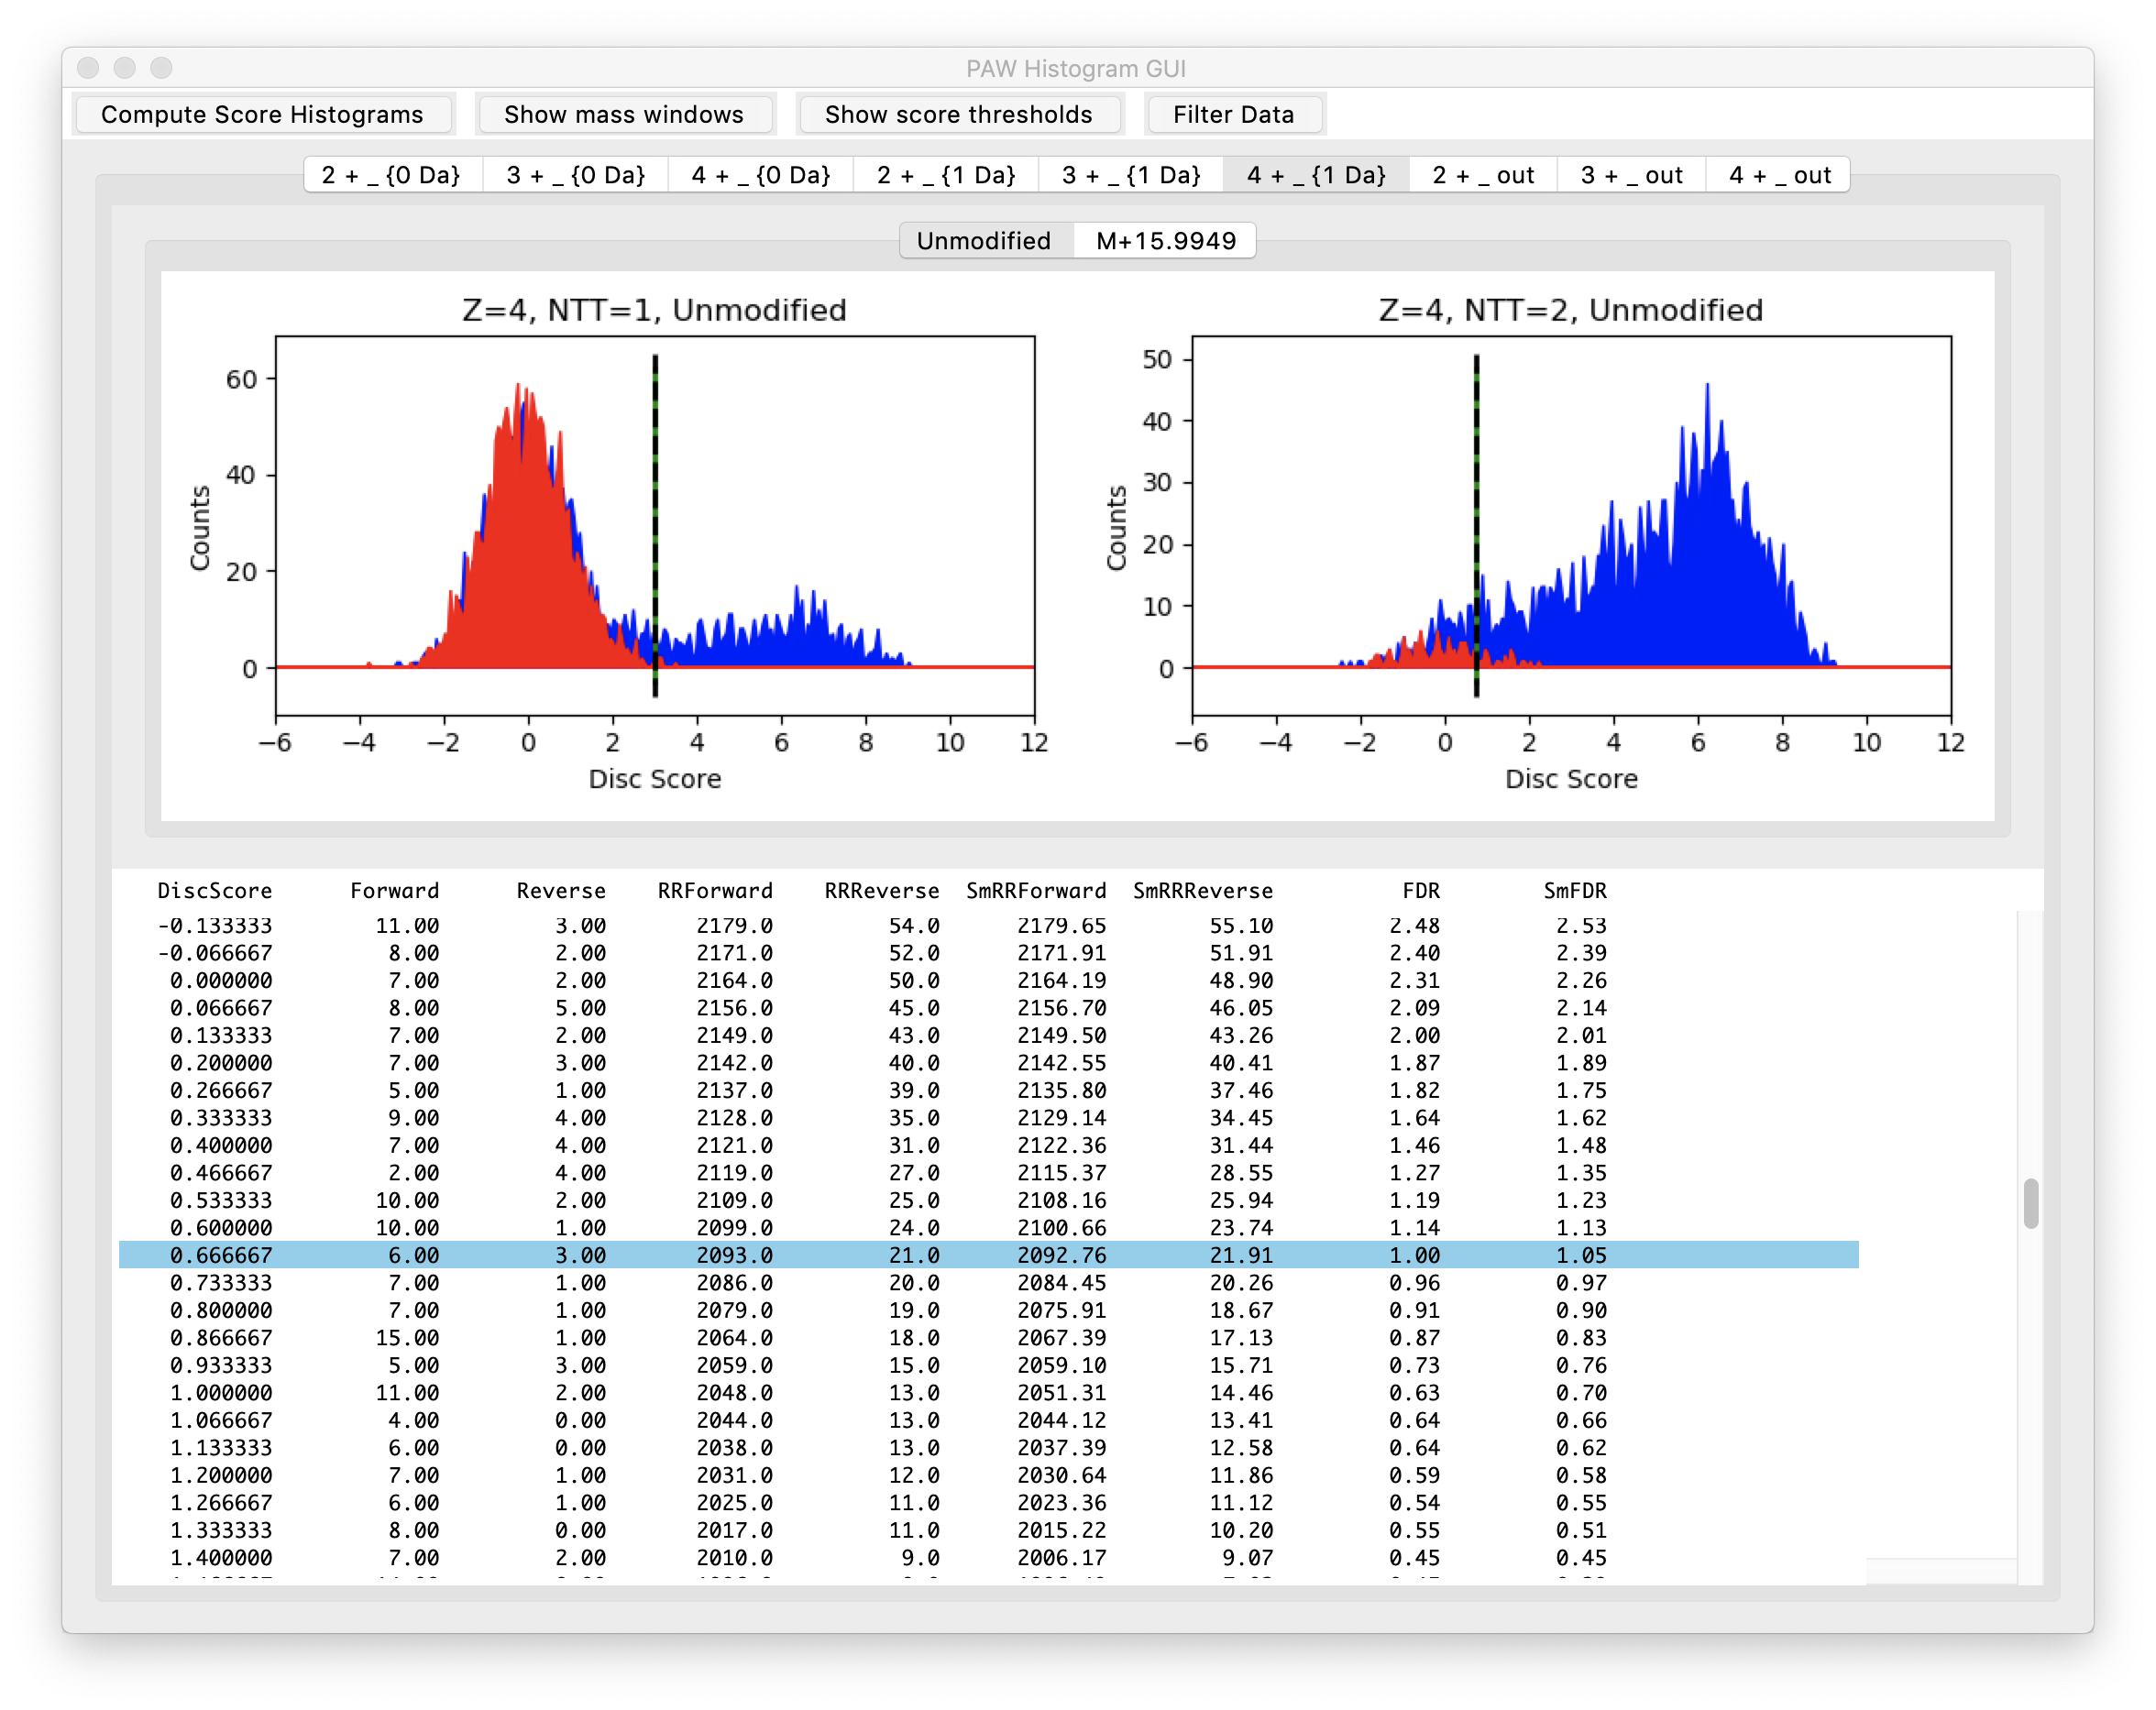 PAW Histogram GUI
Compute Score Histograms Show mass windows Show score thresholds Filter Data
2 + _ {0 Da} 3 + _ {0 Da} 4 + _ {0 Da} 2 + _ {1 Da} 3 + _ {1 Da} 4 + _ {1 Da} 2 + _ out 3 + _ out 4 + _ out
Unmodified M+15.9949
Z=4, NTT=1, Unmodified
60
40
20
0
Counts
−6 −4 −2 0 2 4 6 8 10 12
Disc Score
Z=4, NTT=2, Unmodified
50
40
30
20
10
0
Counts
−6 −4 −2 0 2 4 6 8 10 12
Disc Score
DiscScore Forward Reverse RRForward RRReverse SmRRForward SmRRReverse FDR SmFDR
-0.133333 11.00 3.00 2179.0 54.0 2179.65 55.10 2.48 2.53
-0.066667 8.00 2.00 2171.0 52.0 2171.91 51.91 2.40 2.39
0.000000 7.00 2.00 2164.0 50.0 2164.19 48.90 2.31 2.26
0.066667 8.00 5.00 2156.0 45.0 2156.70 46.05 2.09 2.14
0.133333 7.00 2.00 2149.0 43.0 2149.50 43.26 2.00 2.01
0.200000 7.00 3.00 2142.0 40.0 2142.55 40.41 1.87 1.89
0.266667 5.00 1.00 2137.0 39.0 2135.80 37.46 1.82 1.75
0.333333 9.00 4.00 2128.0 35.0 2129.14 34.45 1.64 1.62
0.400000 7.00 4.00 2121.0 31.0 2122.36 31.44 1.46 1.48
0.466667 2.00 4.00 2119.0 27.0 2115.37 28.55 1.27 1.35
0.533333 10.00 2.00 2109.0 25.0 2108.16 25.94 1.19 1.23
0.600000 10.00 1.00 2099.0 24.0 2100.66 23.74 1.14 1.13
0.666667 6.00 3.00 2093.0 21.0 2092.76 21.91 1.00 1.05
0.733333 7.00 1.00 2086.0 20.0 2084.45 20.26 0.96 0.97
0.800000 7.00 1.00 2079.0 19.0 2075.91 18.67 0.91 0.90
0.866667 15.00 1.00 2064.0 18.0 2067.39 17.13 0.87 0.83
0.933333 5.00 3.00 2059.0 15.0 2059.10 15.71 0.73 0.76
1.000000 11.00 2.00 2048.0 13.0 2051.31 14.46 0.63 0.70
1.066667 4.00 0.00 2044.0 13.0 2044.12 13.41 0.64 0.66
1.133333 6.00 0.00 2038.0 13.0 2037.39 12.58 0.64 0.62
1.200000 7.00 1.00 2031.0 12.0 2030.64 11.86 0.59 0.58
1.266667 6.00 1.00 2025.0 11.0 2023.36 11.12 0.54 0.55
1.333333 8.00 0.00 2017.0 11.0 2015.22 10.20 0.55 0.51
1.400000 7.00 2.00 2010.0 9.0 2006.17 9.07 0.45 0.45